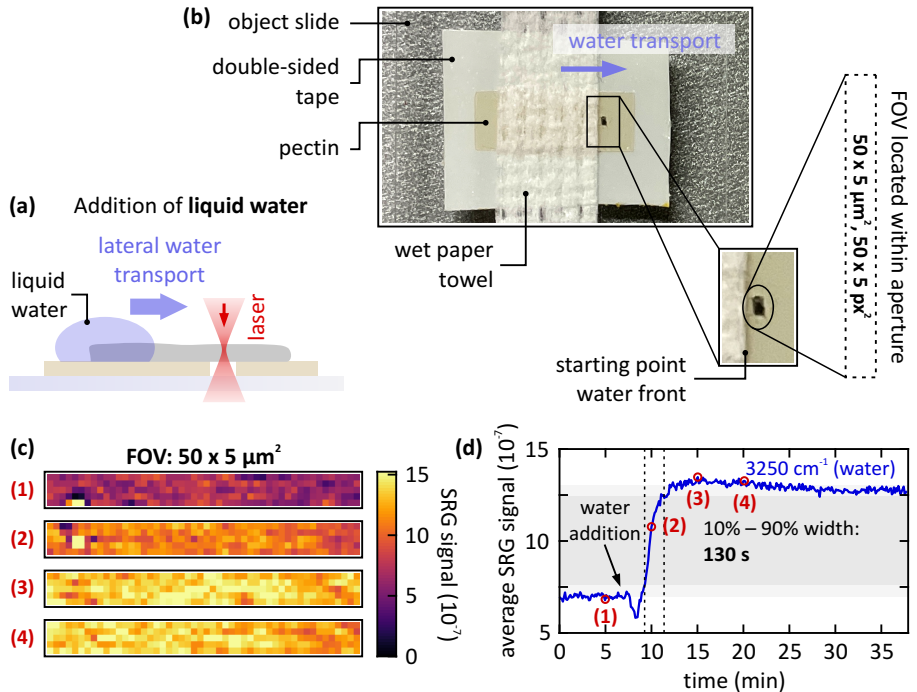 (b)
object slide
double-sided
tape
pectin
water transport
wet paper
towel
FOV located within aperture
50 x 5 µm², 50 x 5 px²
starting point
water front
(a)
Addition of liquid water
lateral water
transport
liquid
water
laser
(c)
FOV: 50 x 5 µm²
(1)
(2)
(3)
(4)
15
10
5
0
SRG signal (10⁻⁷)
(d)
average SRG signal (10⁻⁷)
15
13
10
5
3250 cm⁻¹ (water)
water
addition
(1)
(2)
(3)
(4)
10% – 90% width:
130 s
0
5
10
15
20
25
30
35
time (min)